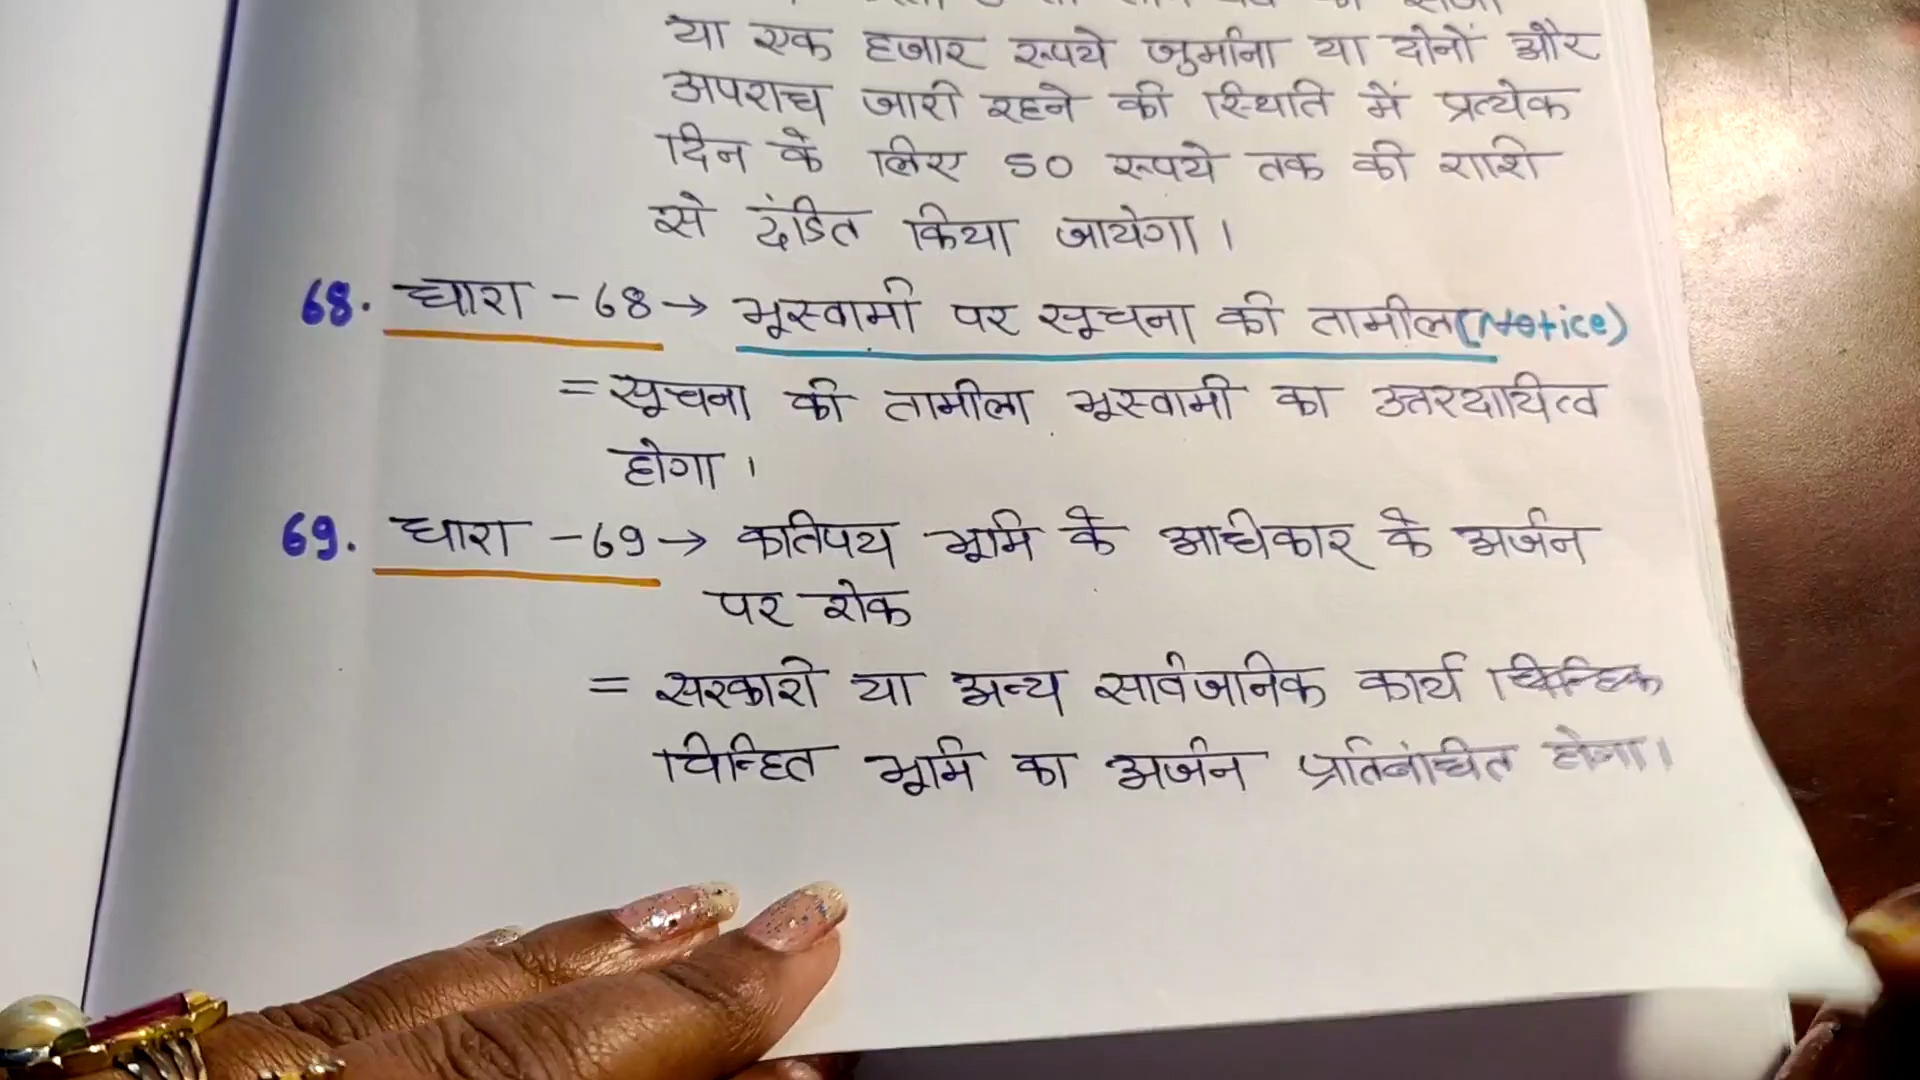 या एक हजार रूपये जुर्माना या दोनों और
अपराध जारी रहने की स्थिति में प्रत्येक
दिन के लिए 50 रूपये तक की राशि
से दंडित किया जायेगा।
68. धारा - 68 → भूस्वामी पर सूचना की तामील (Notice)
= सूचना की तामीला भूस्वामी का उत्तरदायित्व
होगा।
69. धारा - 69 → कतिपय भूमि के अधिकार के अर्जन
पर रोक
= सरकारी या अन्य सार्वजनिक कार्य
चिन्हित भूमि का अर्जन प्रतिबंधित होगा।